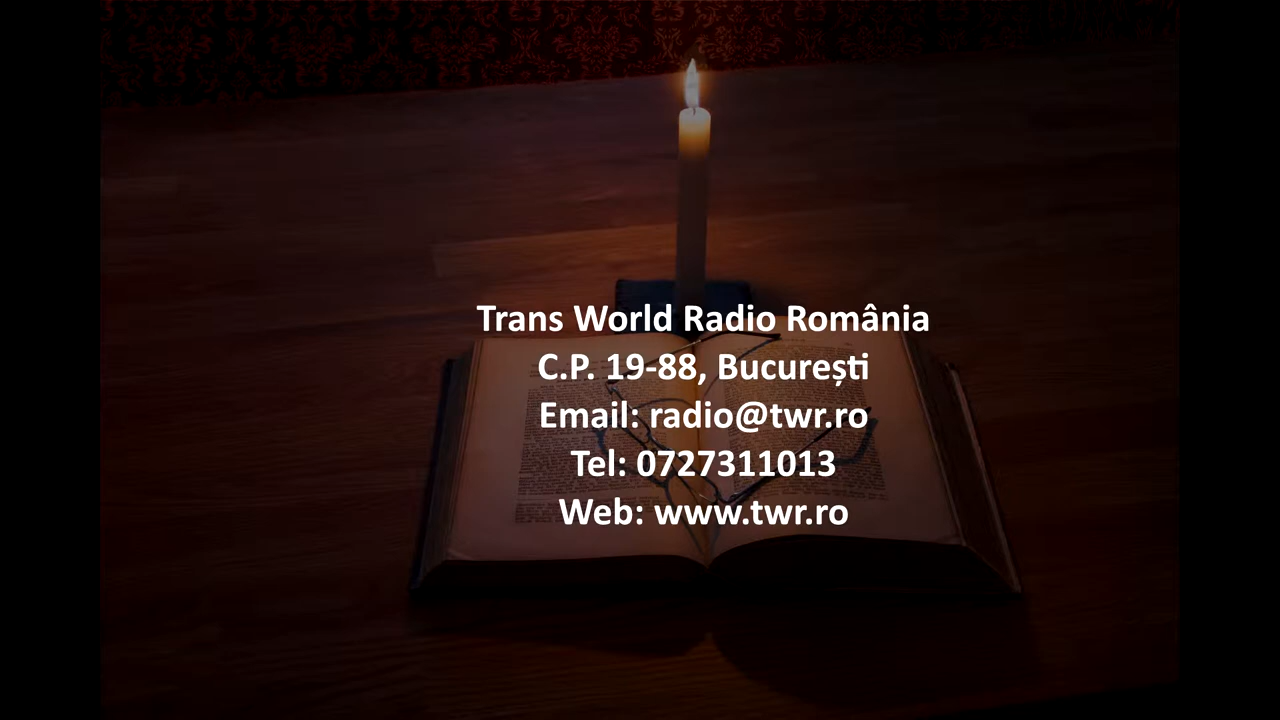 Trans World Radio România
C.P. 19-88, București
Email: radio@twr.ro
Tel: 0727311013
Web: www.twr.ro